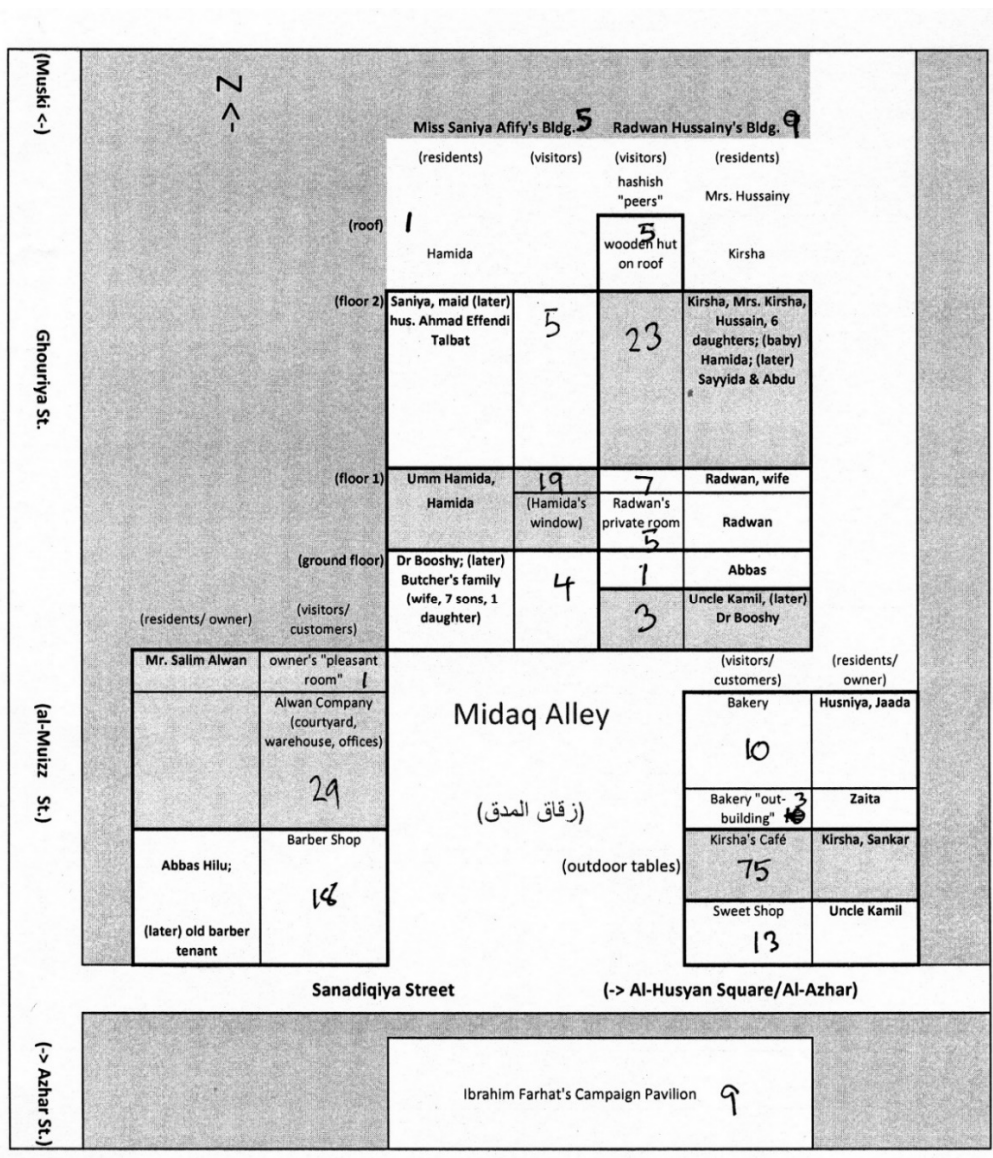 (Muski <-)
Z <-
Miss Saniya Afify's Bldg. 5 Radwan Hussainy's Bldg. 9
(residents) (visitors) (visitors) (residents)
hashish
"peers"
Mrs. Hussainy
(roof) 1
Hamida
5
wooden hut
on roof
Kirsha
(floor 2)
Saniya, maid (later)
hus. Ahmad Effendi
Talbat
5
23
Kirsha, Mrs. Kirsha,
Hussain, 6
daughters; (baby)
Hamida; (later)
Sayyida & Abdu
Ghouriya St.
(floor 1)
Umm Hamida,
Hamida
19
(Hamida's
window)
7
Radwan's
private room
5
Radwan, wife
Radwan
(ground floor)
Dr Booshy; (later)
Butcher's family
(wife, 7 sons, 1
daughter)
4
1
Abbas
3
Uncle Kamil, (later)
Dr Booshy
(residents/ owner)
(visitors/
customers)
Mr. Salim Alwan
owner's "pleasant
room" 1
Alwan Company
(courtyard,
warehouse, offices)
29
(al-Muizz St.)
Abbas Hilu;
(later) old barber
tenant
Barber Shop
18
Midaq Alley
(زقاق المدق)
(outdoor tables)
(visitors/
customers)
(residents/
owner)
Bakery
10
Husniya, Jaada
Bakery "out-
building"
3
Zaita
Kirsha's Café
75
Kirsha, Sankar
Sweet Shop
13
Uncle Kamil
Sanadiqiya Street (-> Al-Husyan Square/Al-Azhar)
(-> Azhar St.)
Ibrahim Farhat's Campaign Pavilion 9